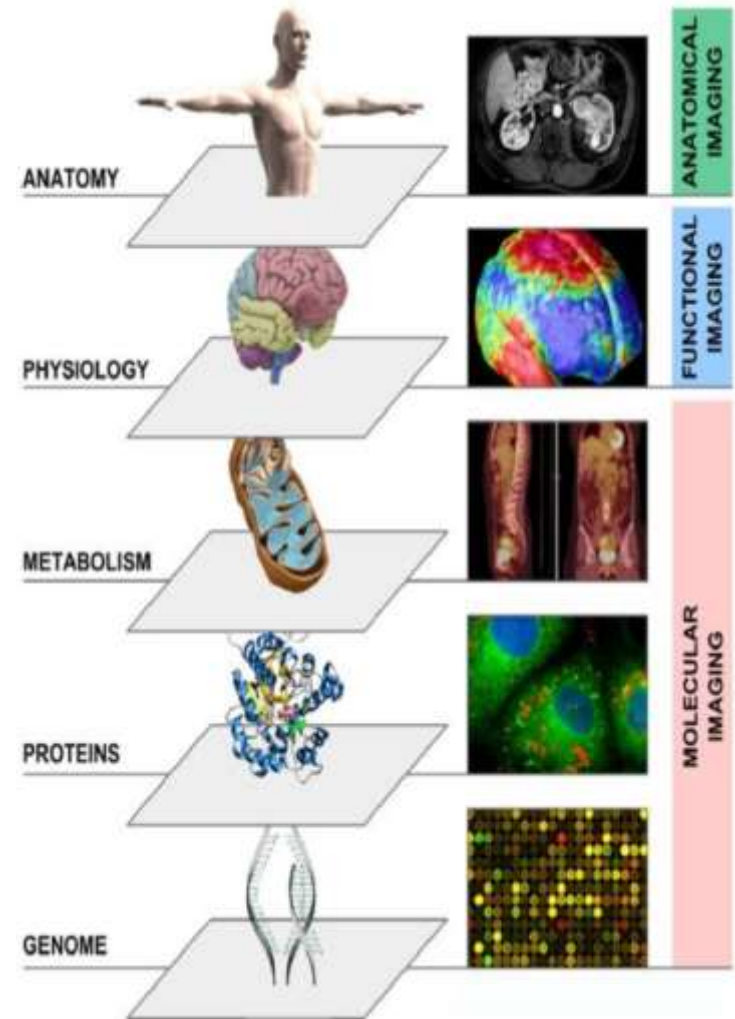 ANATOMY
ANATOMICAL
IMAGING
PHYSIOLOGY
FUNCTIONAL
IMAGING
METABOLISM
PROTEINS
MOLECULAR
IMAGING
GENOME